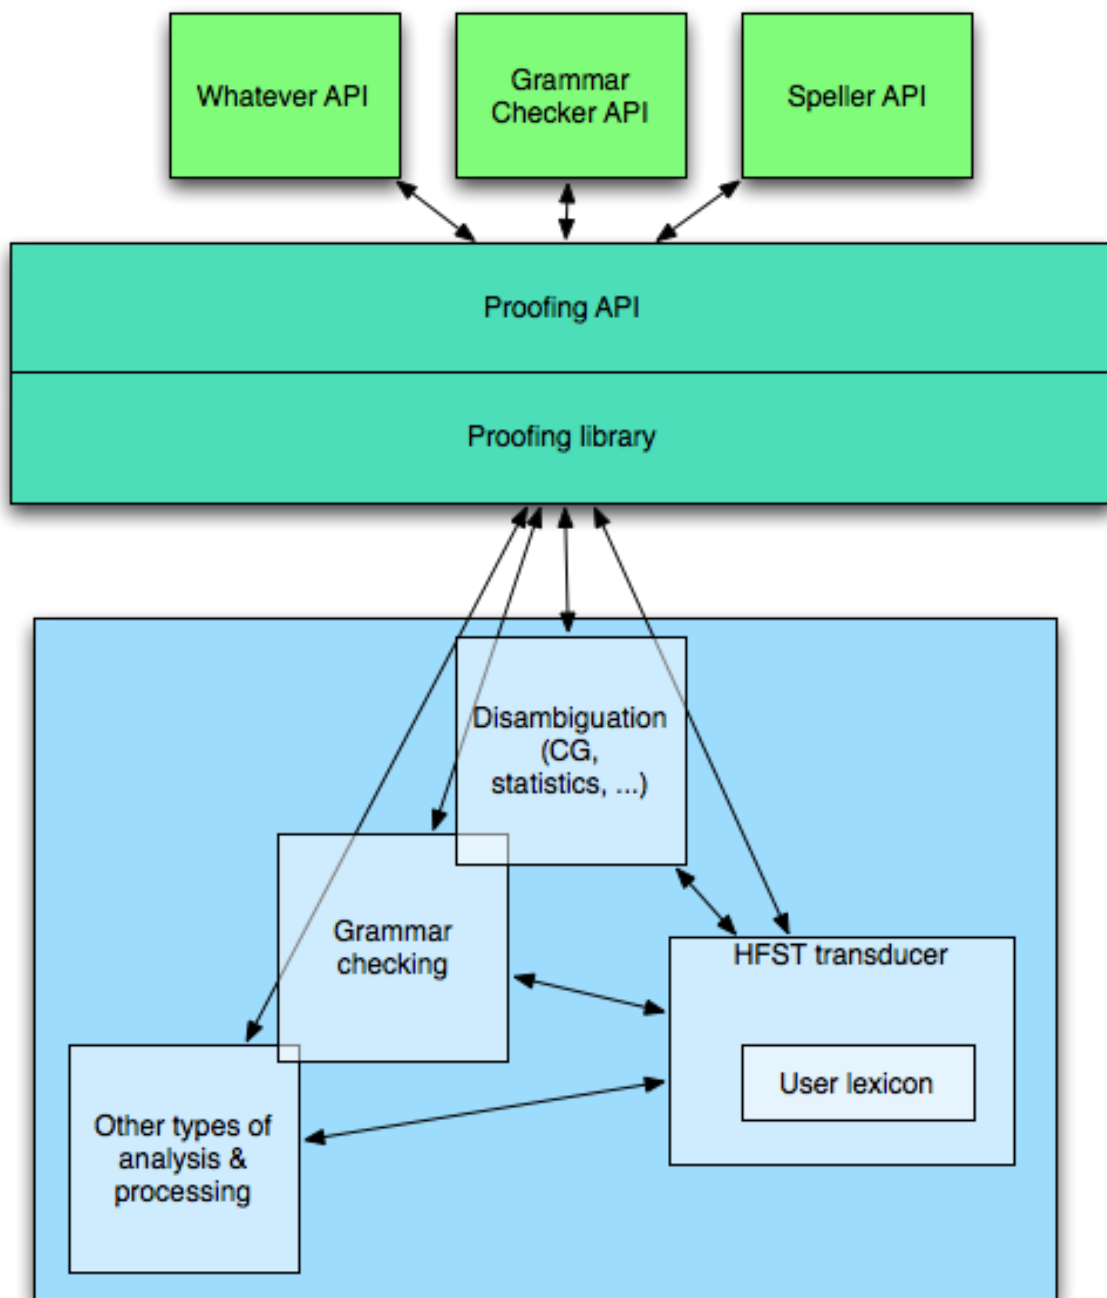 Whatever API
Grammar
Checker API
Speller API
Proofing API
Proofing library
Disambiguation
(CG,
statistics, ...)
Grammar
checking
HFST transducer
User lexicon
Other types of
analysis &
processing